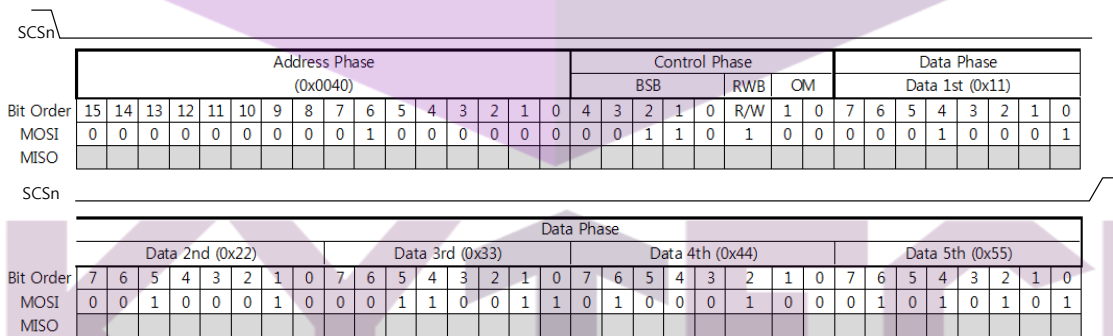 SCSn
Address Phase Control Phase Data Phase
(0x0040) BSB RWB OM Data 1st (0x11)
Bit Order 15 14 13 12 11 10 9 8 7 6 5 4 3 2 1 0 4 3 2 1 0 R/W 1 0 7 6 5 4 3 2 1 0
MOSI 0 0 0 0 0 0 0 0 0 1 0 0 0 0 0 0 0 0 1 1 0 1 0 0 0 0 0 1 0 0 0 1
MISO
SCSn
Data Phase
Data 2nd (0x22) Data 3rd (0x33) Data 4th (0x44) Data 5th (0x55)
Bit Order 7 6 5 4 3 2 1 0 7 6 5 4 3 2 1 0 7 6 5 4 3 2 1 0 7 6 5 4 3 2 1 0
MOSI 0 0 1 0 0 0 1 0 0 0 1 1 0 0 1 1 0 1 0 0 0 1 0 0 0 1 0 1 0 1 0 1
MISO